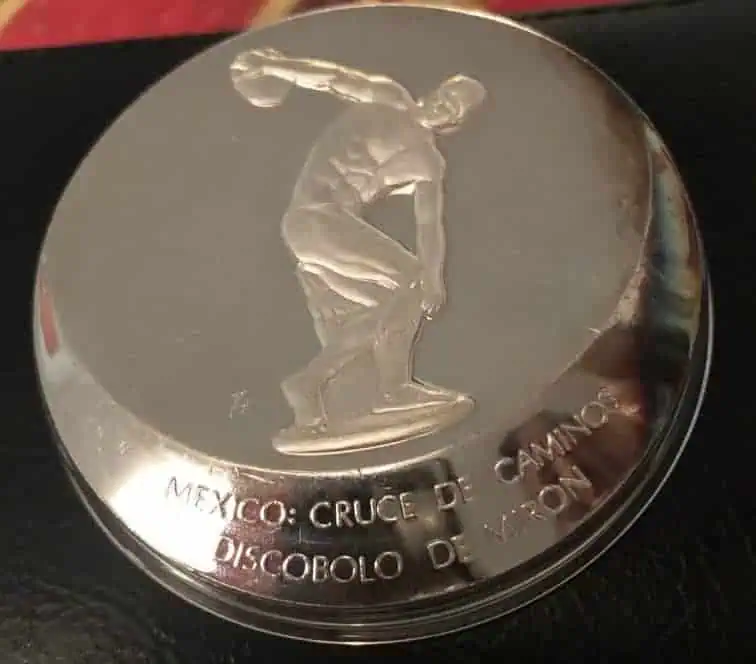 MEXICO: CRUCE DE CAMINOS
DISCOBOLO DE MIRON